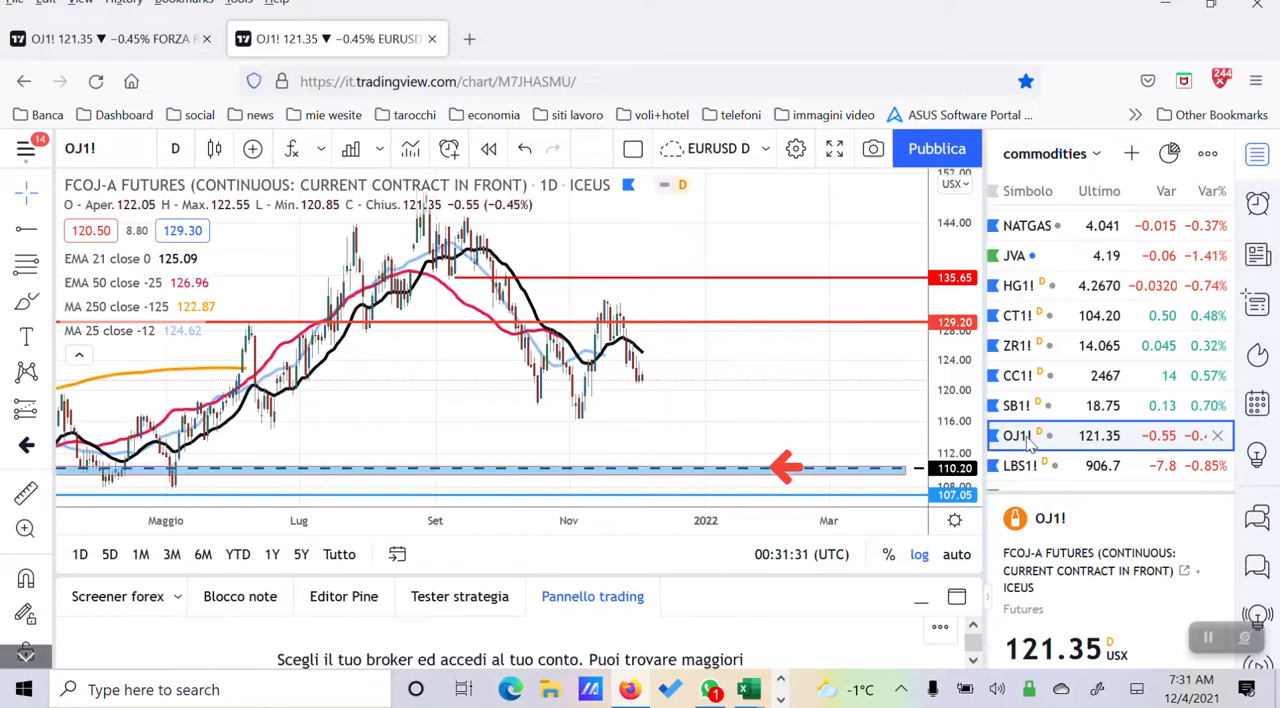 File Edit View History Bookmarks Tools Help
OJ1! 121.35 ▼ −0.45% FORZA
OJ1! 121.35 ▼ −0.45% EURUSD
https://it.tradingview.com/chart/M7JHASMU/
244
Banca Dashboard social news mie wesite tarocchi economia siti lavoro voli+hotel telefoni immagini video ASUS Software Portal ... Other Bookmarks
14
OJ1! D EURUSD D Pubblica
FCOJ-A FUTURES (CONTINUOUS: CURRENT CONTRACT IN FRONT) · 1D · ICEUS D
O - Aper. 122.05 H - Max. 122.55 L - Min. 120.85 C - Chius. 121.35 −0.55 (−0.45%)
120.50 8.80 129.30
EMA 21 close 0 125.09
EMA 50 close -25 126.96
MA 250 close -125 122.87
MA 25 close -12 124.62
152.00
USX
144.00
135.65
129.20
128.00
124.00
120.00
116.00
112.00
110.20
108.00
107.05
Maggio Lug Set Nov 2022 Mar
1D 5D 1M 3M 6M YTD 1Y 5Y Tutto 00:31:31 (UTC) % log auto
Screener forex Blocco note Editor Pine Tester strategia Pannello trading
Scegli il tuo broker ed accedi al tuo conto. Puoi trovare maggiori
commodities
Simbolo Ultimo Var Var%
NATGAS 4.041 −0.015 −0.37%
JVA 4.19 −0.06 −1.41%
HG1! D 4.2670 −0.0320 −0.74%
CT1! D 104.20 0.50 0.48%
ZR1! D 14.065 0.045 0.32%
CC1! D 2467 14 0.57%
SB1! D 18.75 0.13 0.70%
OJ1! D 121.35 −0.55 −0.
LBS1! D 906.7 −7.8 −0.85%
OJ1!
FCOJ-A FUTURES (CONTINUOUS:
CURRENT CONTRACT IN FRONT) ·
ICEUS
Futures
121.35 D USX
Type here to search
1
-1°C
7:31 AM
12/4/2021